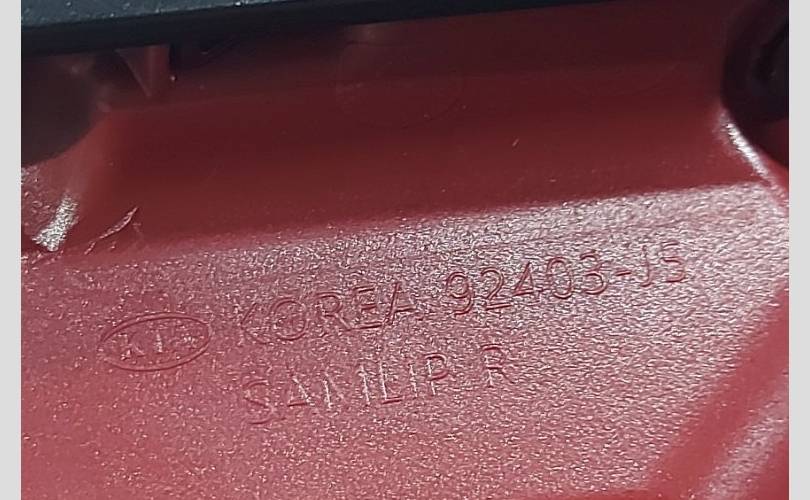 KIA KOREA 92403-J5
SAMLIP R